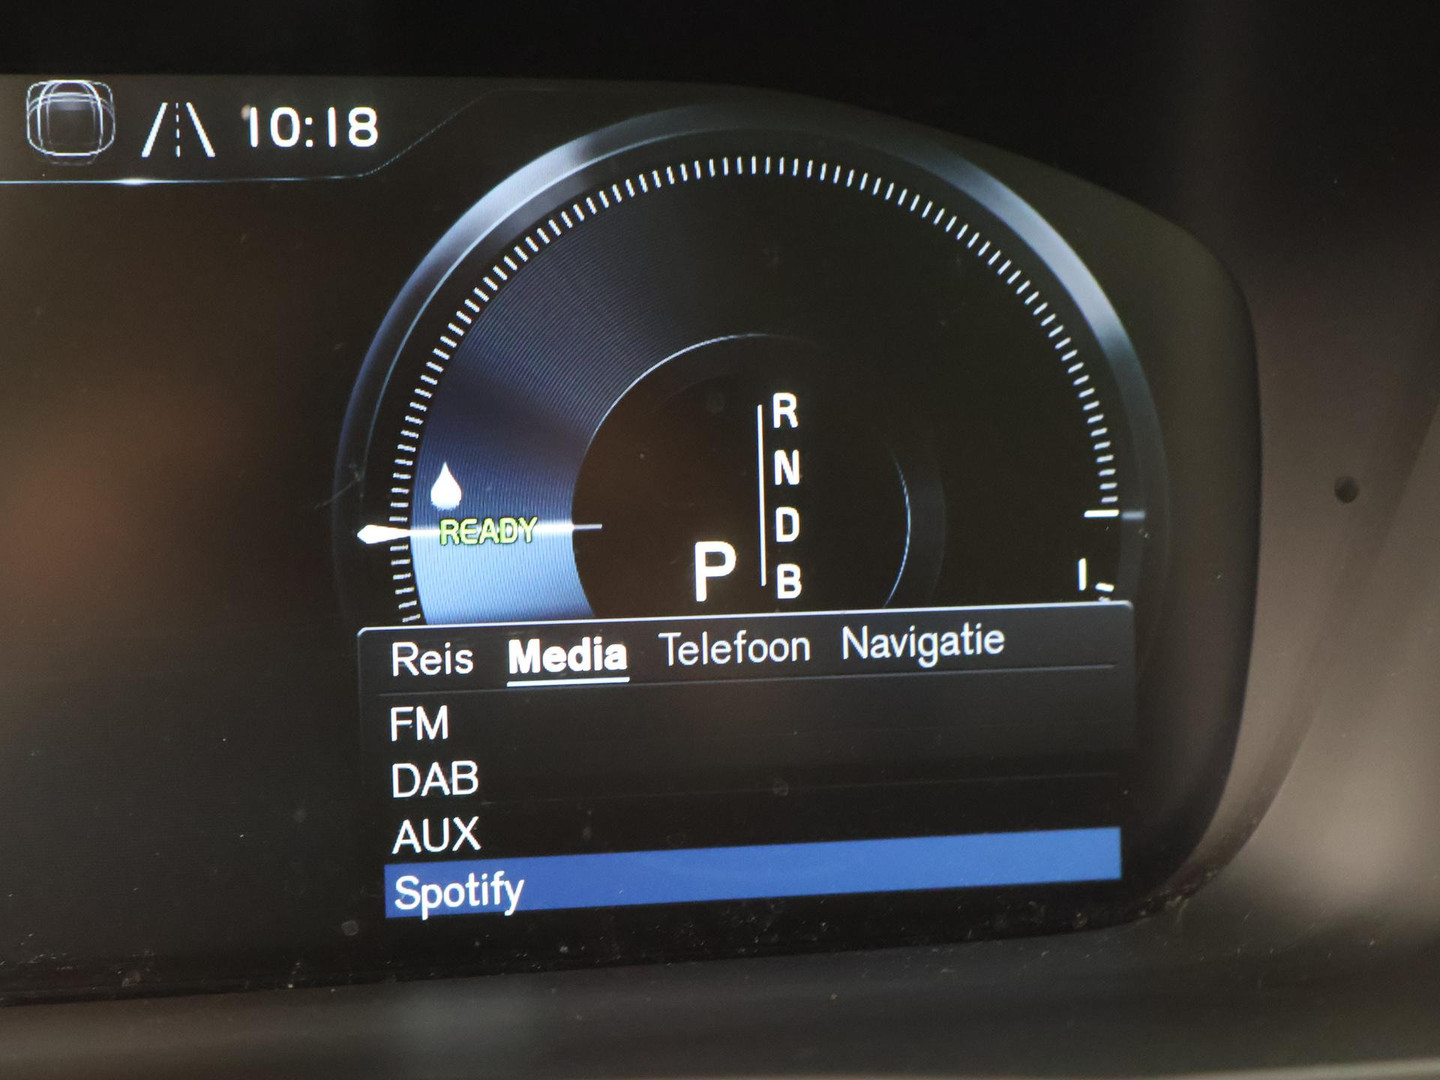 10:18
R
N
D
B
P
READY
Reis Media Telefoon Navigatie
FM
DAB
AUX
Spotify